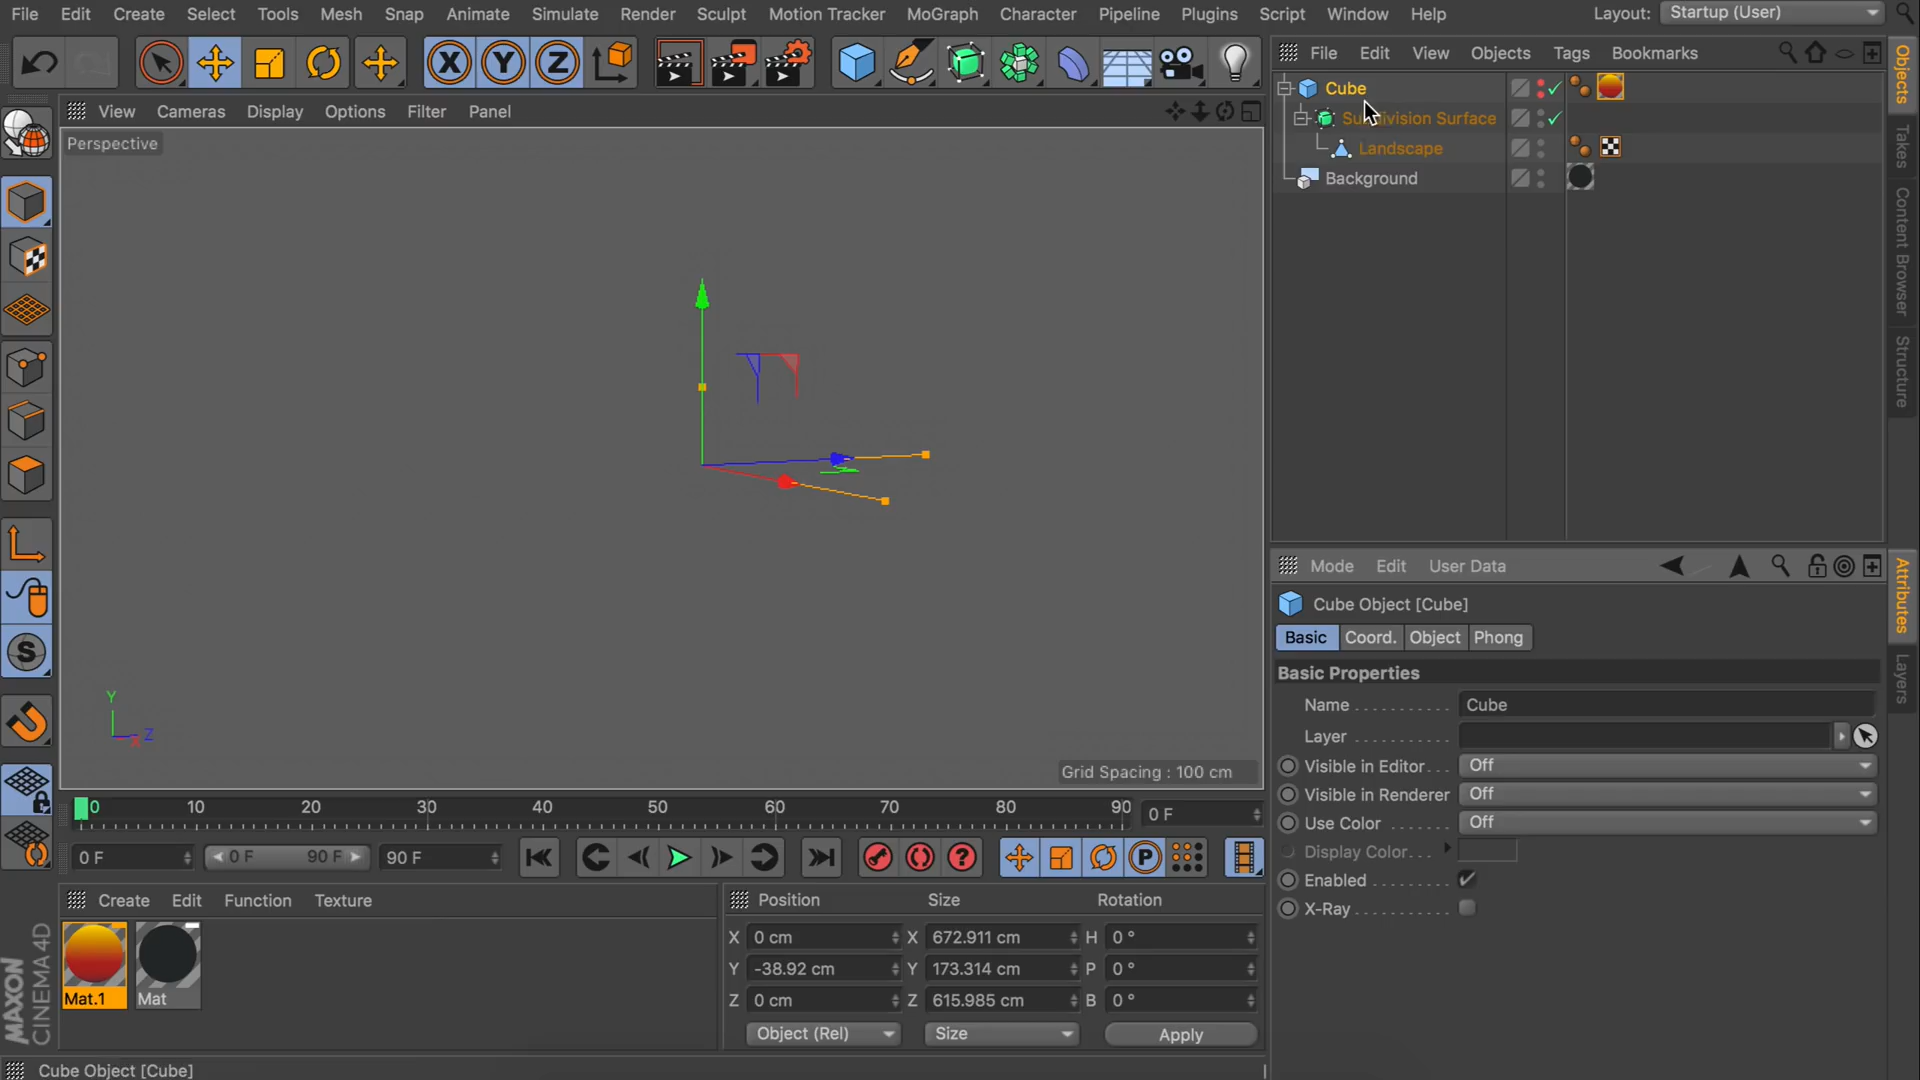 File Edit Create Select Tools Mesh Snap Animate Simulate Render Sculpt Motion Tracker MoGraph Character Pipeline Plugins Script Window Help Layout: Startup (User)
File Edit View Objects Tags Bookmarks
View Cameras Display Options Filter Panel
Perspective
Cube
Subdivision Surface
Landscape
Background
Objects
Takes
Content Browser
Structure
Mode Edit User Data
Cube Object [Cube]
Basic Coord. Object Phong
Basic Properties
Name Cube
Layer
Visible in Editor Off
Visible in Renderer Off
Use Color Off
Display Color
Enabled
X-Ray
Attributes
Layers
Y
Z
X
Grid Spacing : 100 cm
0 10 20 30 40 50 60 70 80 90 0 F
0 F 0 F 90 F 90 F
Create Edit Function Texture
Mat.1 Mat
Position Size Rotation
X 0 cm X 672.911 cm H 0 °
Y -38.92 cm Y 173.314 cm P 0 °
Z 0 cm Z 615.985 cm B 0 °
Object (Rel) Size Apply
MAXON
CINEMA 4D
Cube Object [Cube]